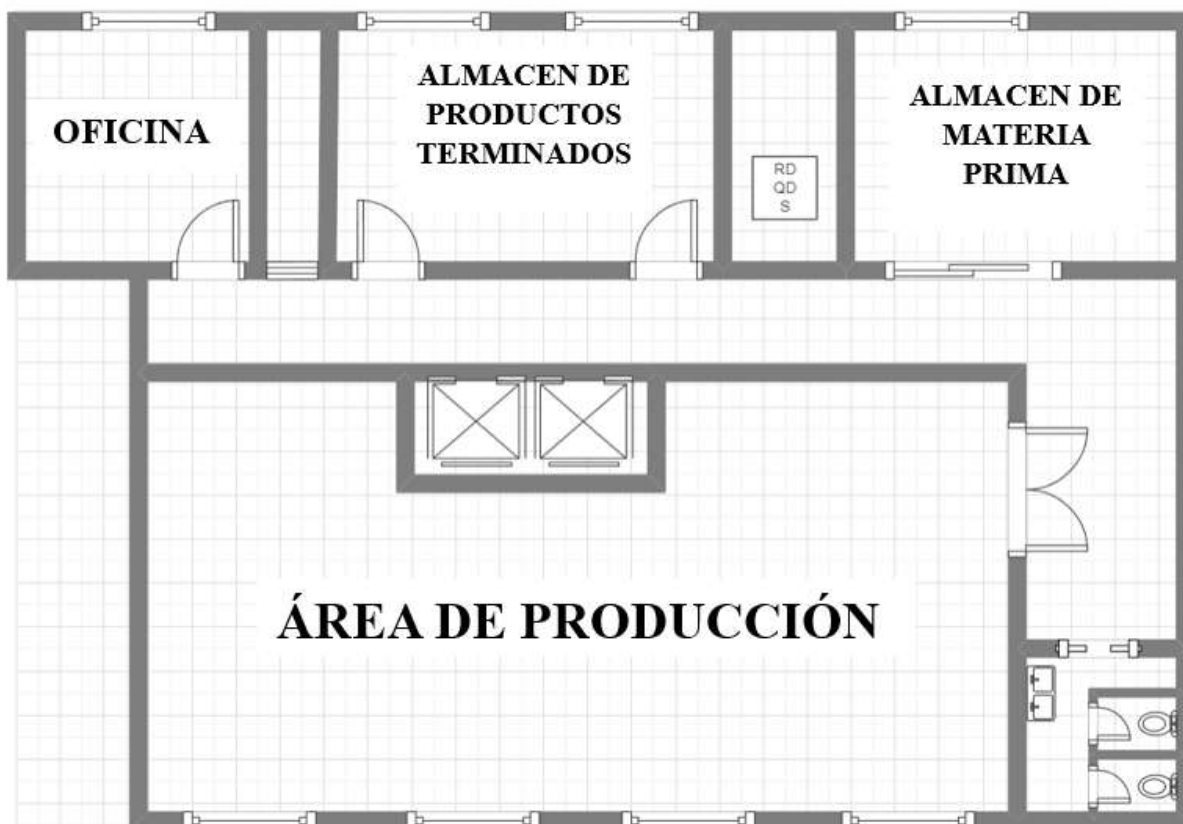 OFICINA
ALMACEN DE
PRODUCTOS
TERMINADOS
RD
QD
S
ALMACEN DE
MATERIA
PRIMA
ÁREA DE PRODUCCIÓN